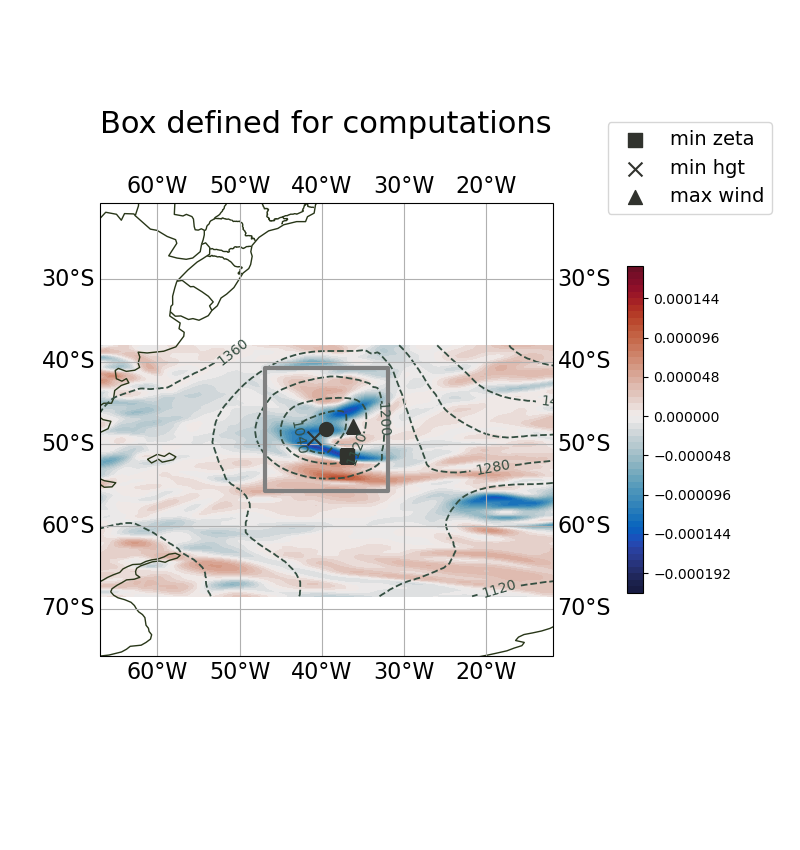 Box defined for computations
min zeta
min hgt
max wind
60°W 50°W 40°W 30°W 20°W
30°S 30°S
40°S 40°S
50°S 50°S
60°S 60°S
70°S 70°S
60°W 50°W 40°W 30°W 20°W
1360
1200
1040
1280
1120
0.000144
0.000096
0.000048
0.000000
−0.000048
−0.000096
−0.000144
−0.000192